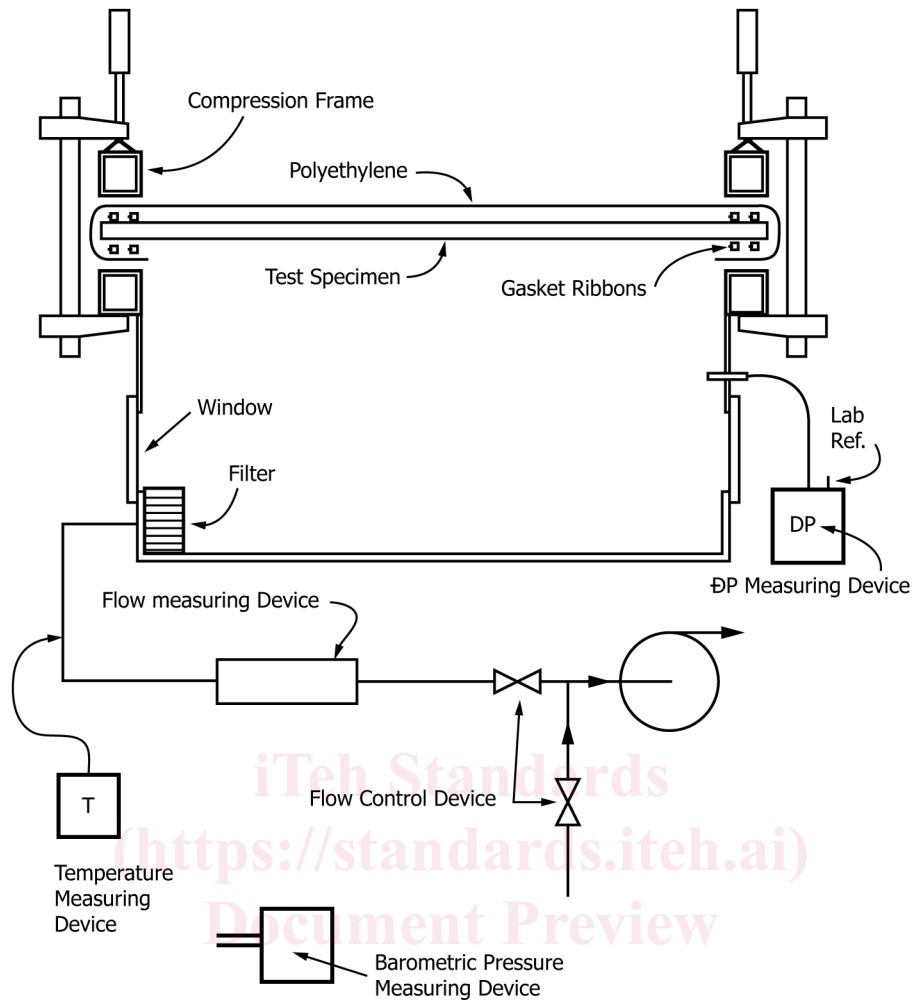 Compression Frame
Polyethylene
Test Specimen
Gasket Ribbons
Window
Lab
Ref.
Filter
DP
ĐP Measuring Device
Flow measuring Device
iTeh Standards
T
Flow Control Device
(https://standards.iteh.ai)
Temperature
Measuring
Device
Document Preview
Barometric Pressure
Measuring Device